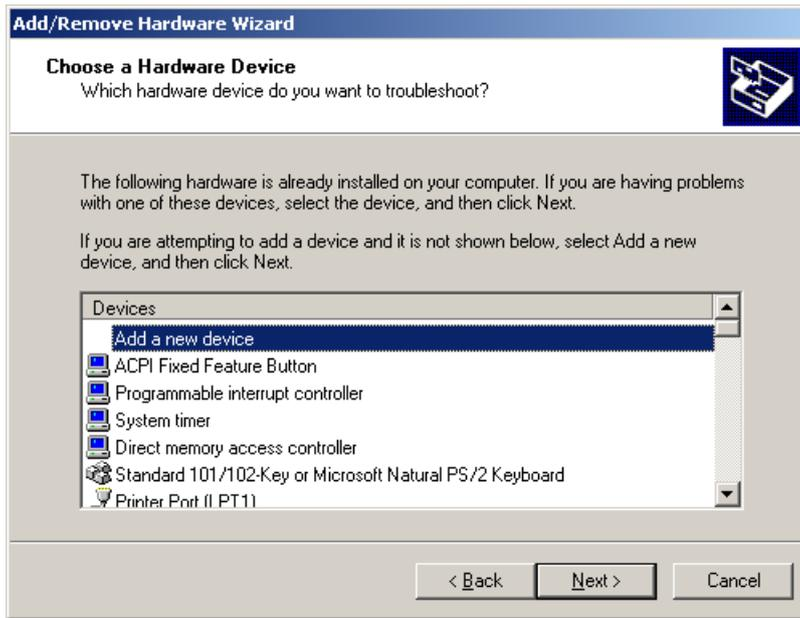 Add/Remove Hardware Wizard
Choose a Hardware Device
Which hardware device do you want to troubleshoot?
The following hardware is already installed on your computer. If you are having problems
with one of these devices, select the device, and then click Next.
If you are attempting to add a device and it is not shown below, select Add a new
device, and then click Next.
Devices
Add a new device
ACPI Fixed Feature Button
Programmable interrupt controller
System timer
Direct memory access controller
Standard 101/102-Key or Microsoft Natural PS/2 Keyboard
Printer Port (LPT1)
< Back Next > Cancel